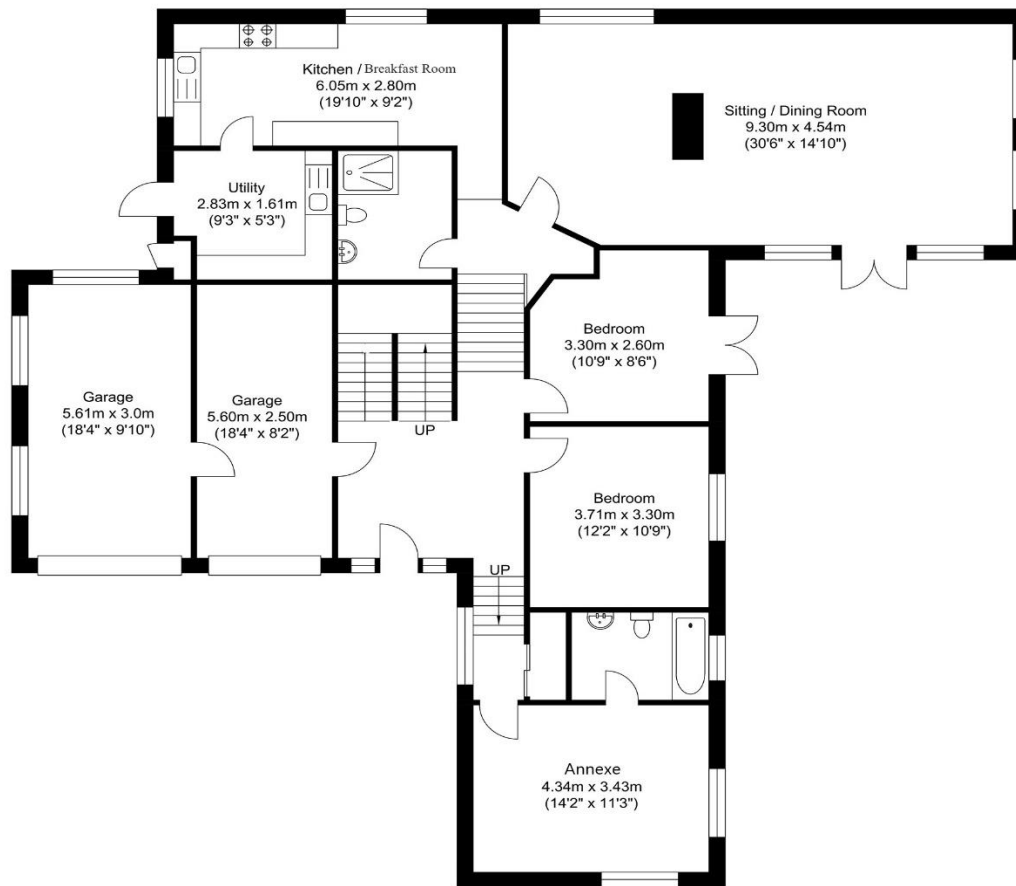 Kitchen / Breakfast Room
6.05m x 2.80m
(19'10" x 9'2")
Sitting / Dining Room
9.30m x 4.54m
(30'6" x 14'10")
Utility
2.83m x 1.61m
(9'3" x 5'3")
Bedroom
3.30m x 2.60m
(10'9" x 8'6")
Garage
5.61m x 3.0m
(18'4" x 9'10")
Garage
5.60m x 2.50m
(18'4" x 8'2")
UP
Bedroom
3.71m x 3.30m
(12'2" x 10'9")
UP
Annexe
4.34m x 3.43m
(14'2" x 11'3")